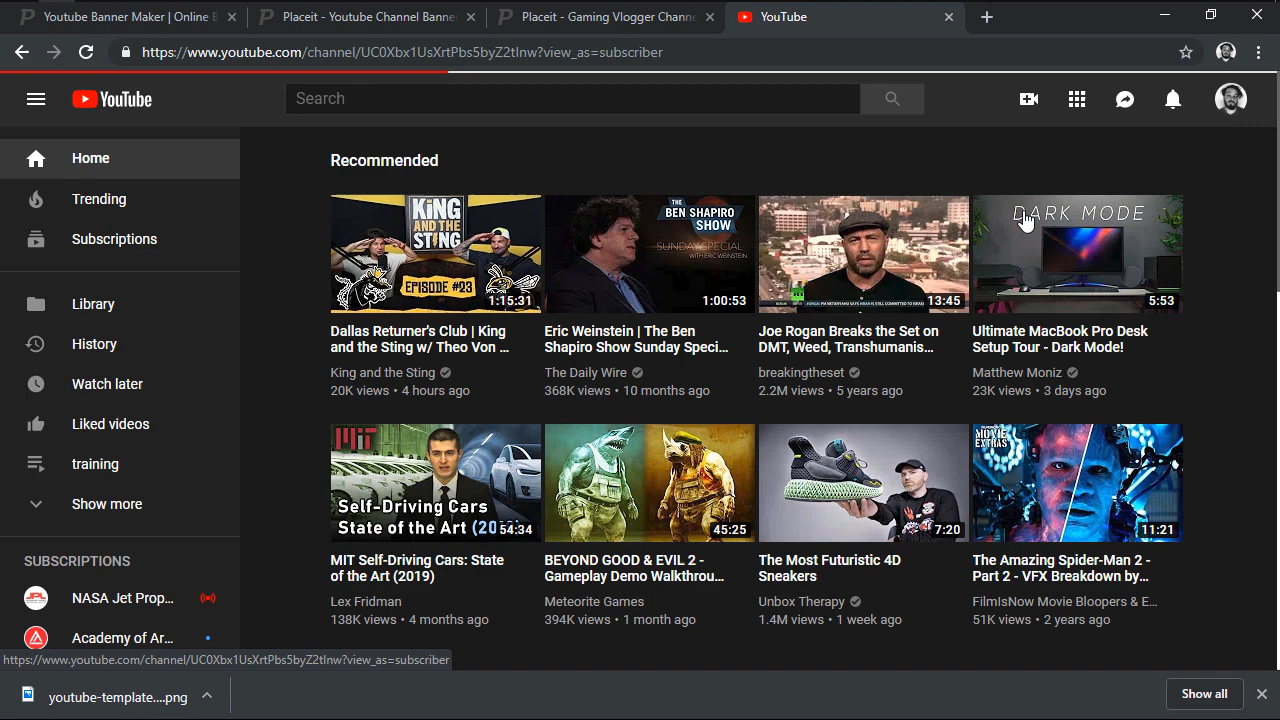 Youtube Banner Maker | Online B
Placeit - Youtube Channel Banner
Placeit - Gaming Vlogger Chann
YouTube
https://www.youtube.com/channel/UC0Xbx1UsXrtPbs5byZ2tInw?view_as=subscriber
YouTube
Search
Home
Trending
Subscriptions
Library
History
Watch later
Liked videos
training
Show more
SUBSCRIPTIONS
NASA Jet Prop...
Academy of Ar...
Recommended
KING
AND THE
STING
EPISODE #23
1:15:31
THE
BEN SHAPIRO
SHOW
SUNDAY SPECIAL
WITH ERIC WEINSTEIN
1:00:53
13:45
DARK MODE
5:53
Dallas Returner's Club | King
and the Sting w/ Theo Von ...
King and the Sting
20K views • 4 hours ago
Eric Weinstein | The Ben
Shapiro Show Sunday Speci...
The Daily Wire
368K views • 10 months ago
Joe Rogan Breaks the Set on
DMT, Weed, Transhumanis...
breakingtheset
2.2M views • 5 years ago
Ultimate MacBook Pro Desk
Setup Tour - Dark Mode!
Matthew Moniz
23K views • 3 days ago
MIT
Self-Driving Cars
State of the Art (20
54:34
45:25
7:20
MOVIE
EXTRAS
11:21
MIT Self-Driving Cars: State
of the Art (2019)
Lex Fridman
138K views • 4 months ago
BEYOND GOOD & EVIL 2 -
Gameplay Demo Walkthrou...
Meteorite Games
394K views • 1 month ago
The Most Futuristic 4D
Sneakers
Unbox Therapy
1.4M views • 1 week ago
The Amazing Spider-Man 2 -
Part 2 - VFX Breakdown by...
FilmIsNow Movie Bloopers & E...
51K views • 2 years ago
https://www.youtube.com/channel/UC0Xbx1UsXrtPbs5byZ2tInw?view_as=subscriber
youtube-template....png
Show all